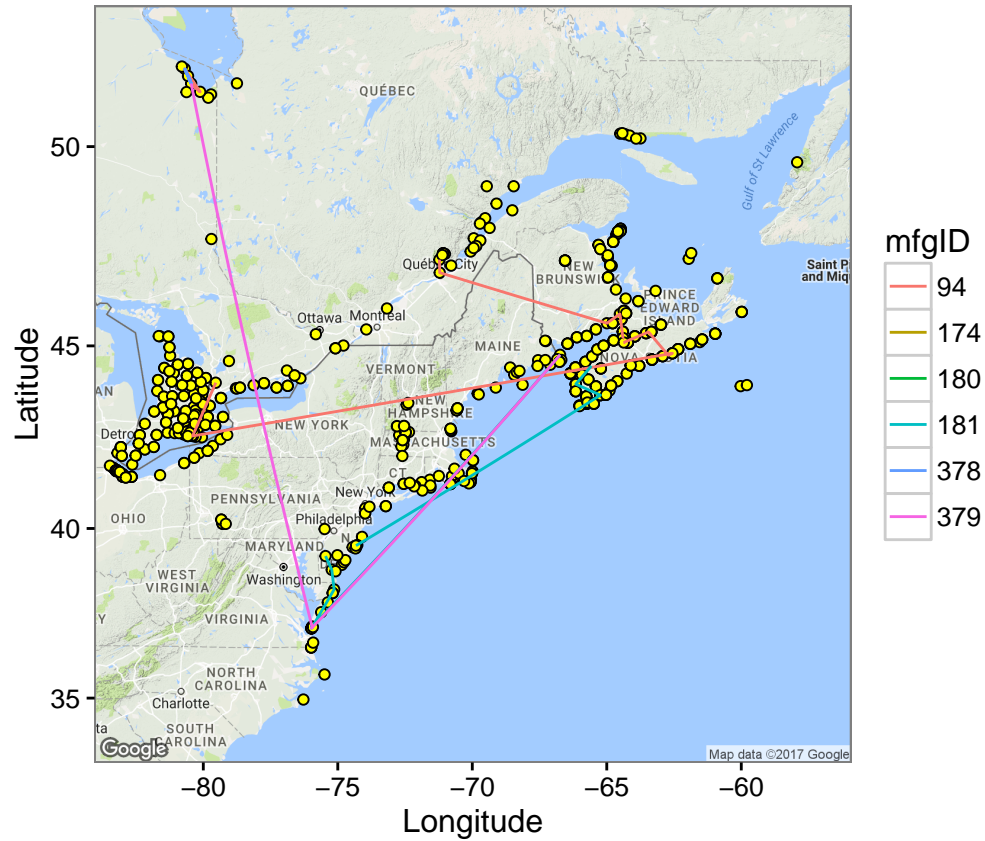 50
45
40
35
−80
−75
−70
−65
−60
Latitude
Longitude
QUÉBEC
Gulf of St Lawrence
Québec City
NEW
BRUNSWICK
PRINCE
EDWARD
ISLAND
Saint P
and Miq
Ottawa
Montreal
MAINE
NOVA
VERMONT
NEW
HAMPSHIRE
AN
Detro
NEW YORK
MASSACHUSETTS
CT
New York
PENNSYLVANIA
OHIO
Philadelphia
MARYLAND
N
Washington
WEST
VIRGINIA
VIRGINIA
Y
NORTH
CAROLINA
Charlotte
ta
SOUTH
CAROLINA
Google
Map data ©2017 Google
mfgID
94
174
180
181
378
379